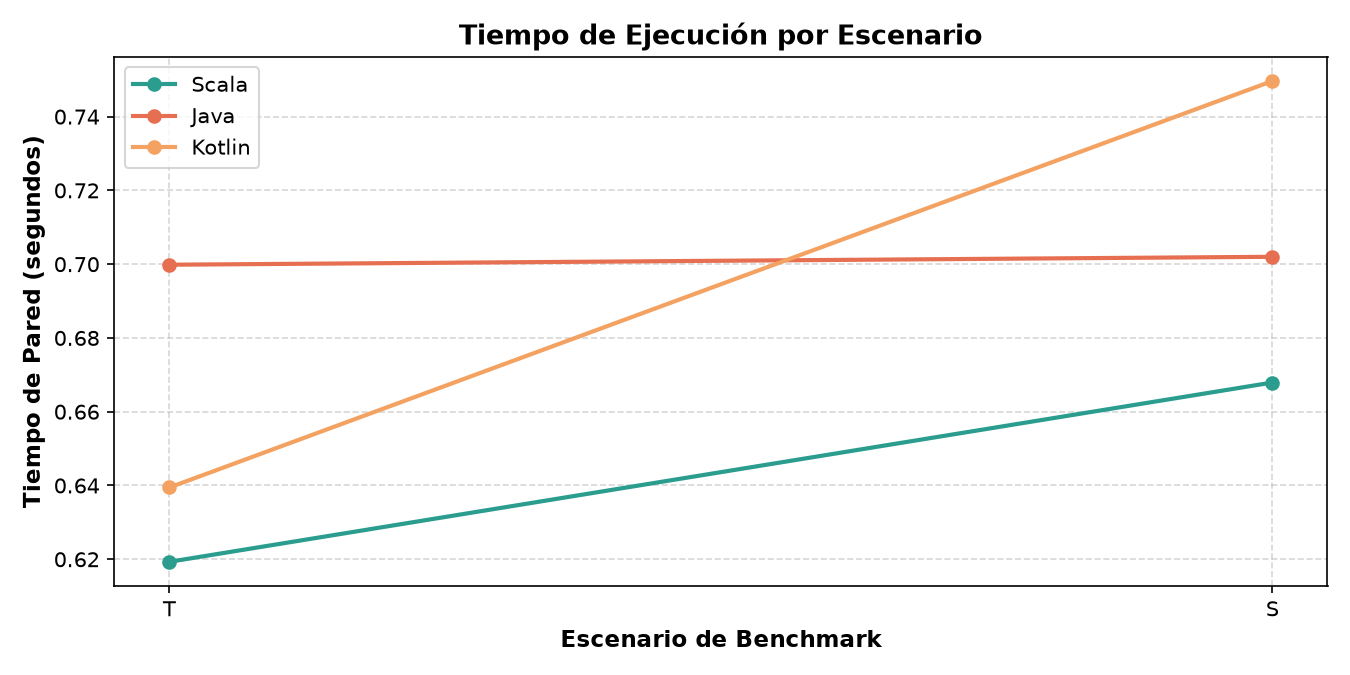 Tiempo de Ejecución por Escenario
Scala
Java
Kotlin
Tiempo de Pared (segundos)
0.74
0.72
0.70
0.68
0.66
0.64
0.62
T
S
Escenario de Benchmark